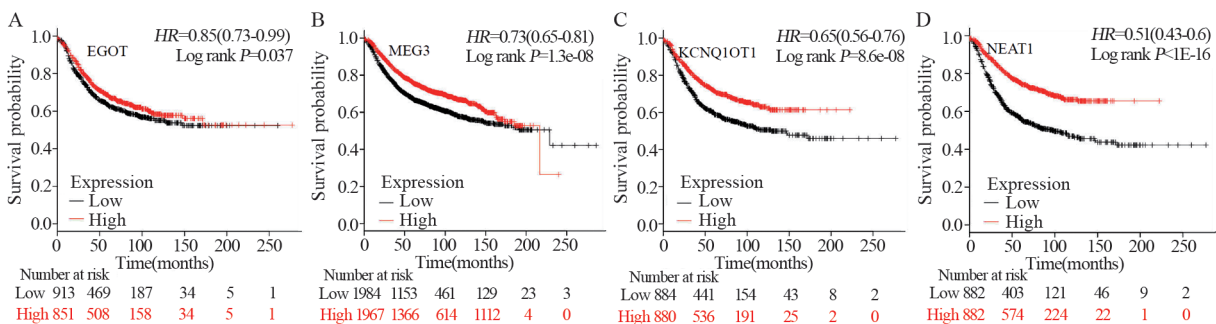 A
HR=0.85(0.73-0.99)
EGOT
Log rank P=0.037
Survival probability
1.0
0.8
0.6
0.4
0.2
0.0
Expression
Low
High
0 50 100 150 200 250
Time(months)
Number at risk
Low 913 469 187 34 5 1
High 851 508 158 34 5 1
B
HR=0.73(0.65-0.81)
MEG3
Log rank P=1.3e-08
Survival probability
1.0
0.8
0.6
0.4
0.2
0.0
Expression
Low
High
0 50 100 150 200 250
Time(months)
Number at risk
Low 1984 1153 461 129 23 3
High 1967 1366 614 1112 4 0
C
HR=0.65(0.56-0.76)
KCNQ1OT1
Log rank P=8.6e-08
Survival probability
1.0
0.8
0.6
0.4
0.2
0.0
Expression
Low
High
0 50 100 150 200 250
Time(months)
Number at risk
Low 884 441 154 43 8 2
High 880 536 191 25 2 0
D
HR=0.51(0.43-0.6)
NEAT1
Log rank P<1E-16
Survival probability
1.0
0.8
0.6
0.4
0.2
0.0
Expression
Low
High
0 50 100 150 200 250
Time(months)
Number at risk
Low 882 403 121 46 9 2
High 882 574 224 22 1 0